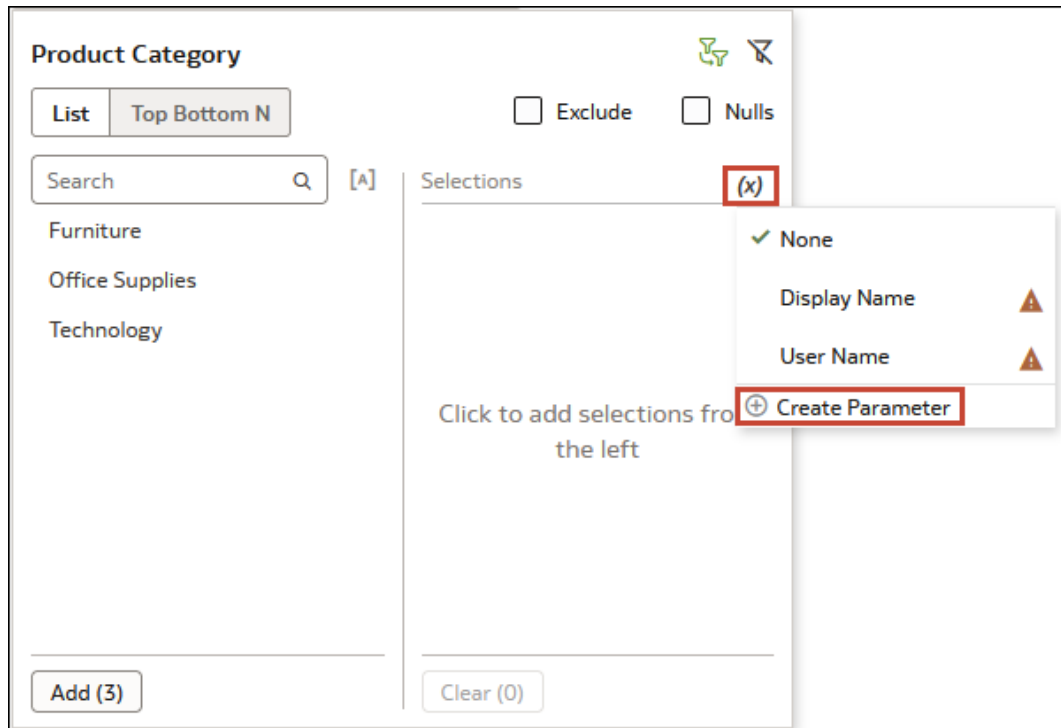 Product Category
List
Top Bottom N
Exclude
Nulls
Search
[A]
Selections
(x)
Furniture
Office Supplies
Technology
None
Display Name
User Name
Create Parameter
Click to add selections fro
the left
Add (3)
Clear (0)